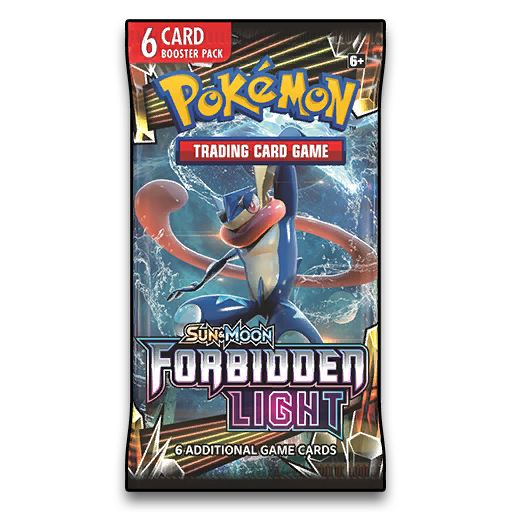 6 CARD
BOOSTER PACK
6+
POKéMON
TRADING CARD GAME
SUN & MOON
FORBIDDEN
LIGHT
6 ADDITIONAL GAME CARDS